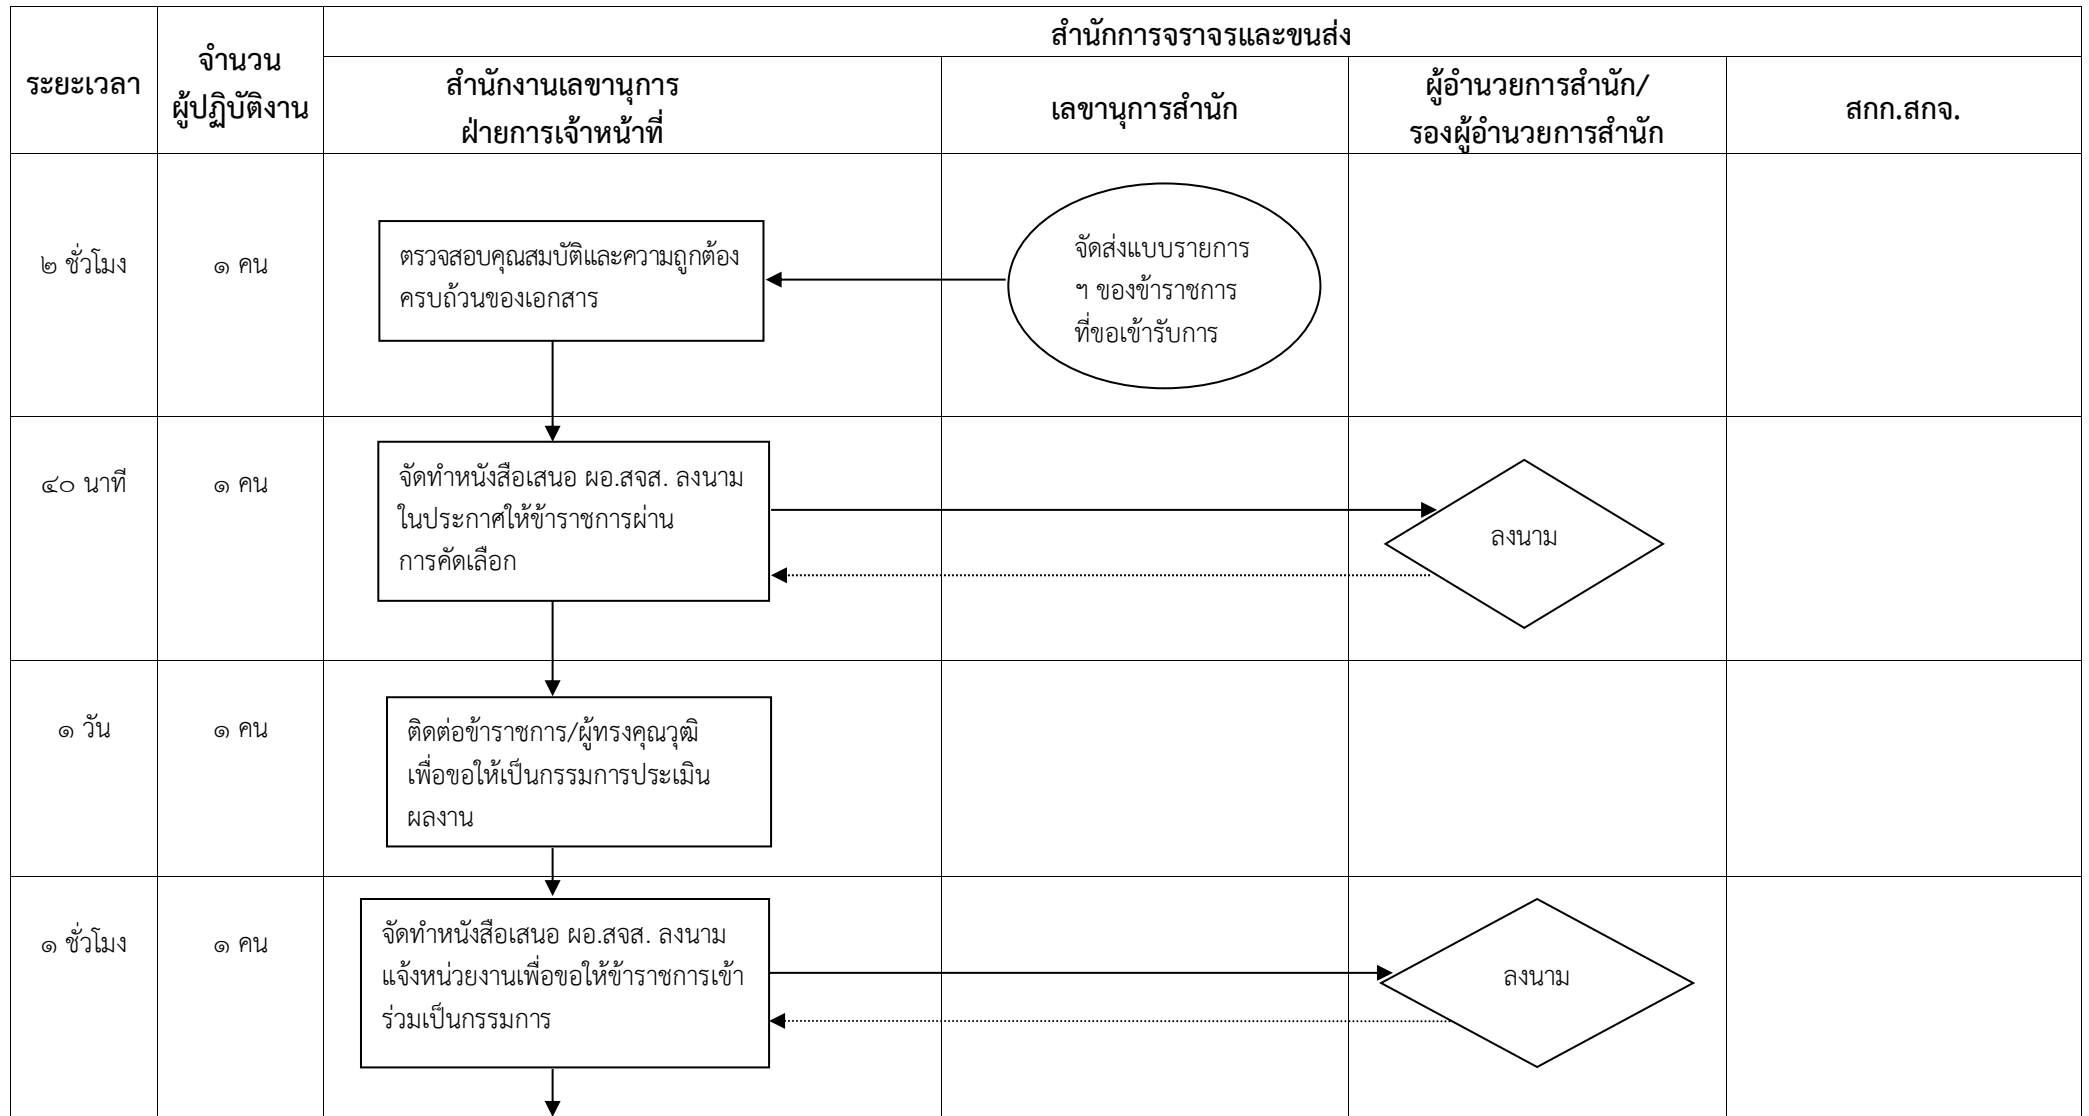 สำนักการจราจรและขนส่ง
ระยะเวลา
จำนวน
ผู้ปฏิบัติงาน
สำนักงานเลขานุการ
ฝ่ายการเจ้าหน้าที่
เลขานุการสำนัก
ผู้อำนวยการสำนัก/
รองผู้อำนวยการสำนัก
สกก.สกจ.
๒ ชั่วโมง
๑ คน
ตรวจสอบคุณสมบัติและความถูกต้อง
ครบถ้วนของเอกสาร
จัดส่งแบบรายการ
ฯ ของข้าราชการ
ที่ขอเข้ารับการ
๔๐ นาที
๑ คน
จัดทำหนังสือเสนอ ผอ.สจส. ลงนาม
ในประกาศให้ข้าราชการผ่าน
การคัดเลือก
ลงนาม
๑ วัน
๑ คน
ติดต่อข้าราชการ/ผู้ทรงคุณวุฒิ
เพื่อขอให้เป็นกรรมการประเมิน
ผลงาน
๑ ชั่วโมง
๑ คน
จัดทำหนังสือเสนอ ผอ.สจส. ลงนาม
แจ้งหน่วยงานเพื่อขอให้ข้าราชการเข้า
ร่วมเป็นกรรมการ
ลงนาม